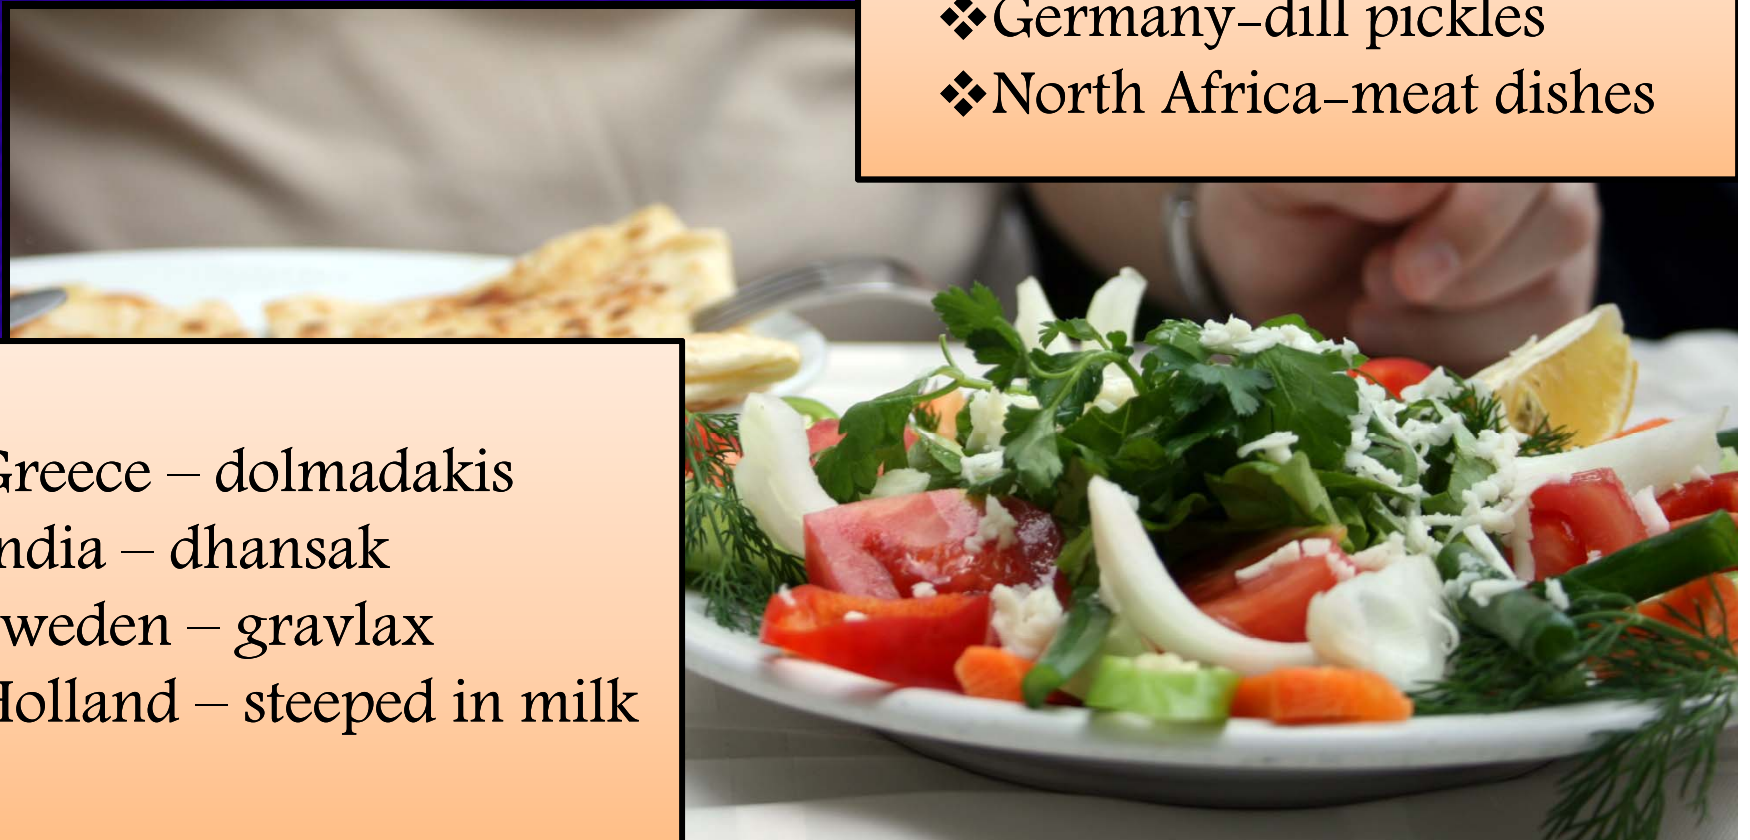 ❖Germany-dill pickles
❖North Africa-meat dishes
Greece – dolmadakis
ndia – dhansak
weden – gravlax
Holland – steeped in milk